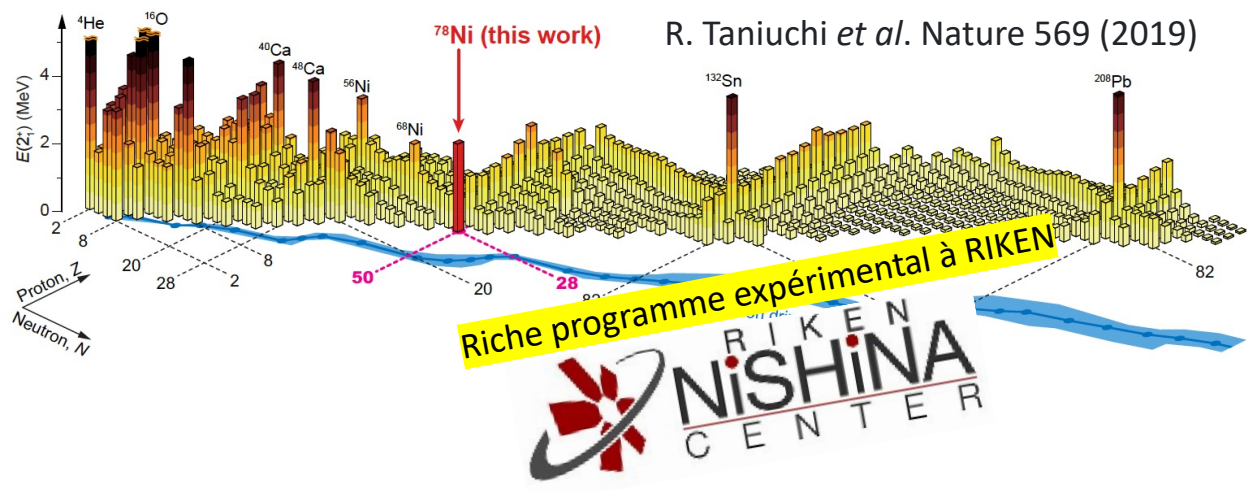 ⁴He
¹⁶O
⁴⁰Ca
⁴⁸Ca
⁵⁶Ni
⁶⁸Ni
⁷⁸Ni (this work)
R. Taniuchi et al. Nature 569 (2019)
¹³²Sn
²⁰⁸Pb
E(2⁺₁) (MeV)
4
2
0
2
8
20
28
2
8
50
20
28
82
82
Proton, Z
Neutron, N
Riche programme expérimental à RIKEN
RIKEN
NiSHiNA
CENTER